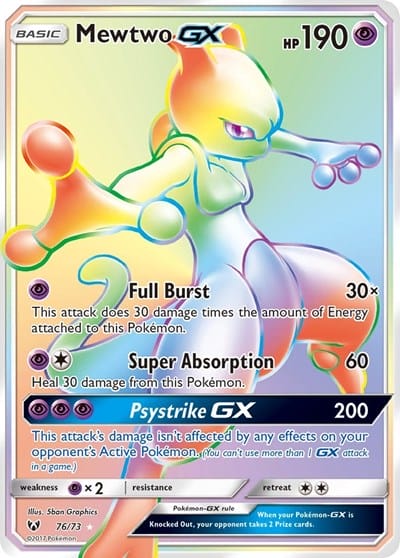 BASIC Mewtwo GX HP 190
Full Burst 30×
This attack does 30 damage times the amount of Energy
attached to this Pokémon.
Super Absorption 60
Heal 30 damage from this Pokémon.
Psystrike GX 200
This attack's damage isn't affected by any effects on your
opponent's Active Pokémon. (You can't use more than 1 GX attack
in a game.)
weakness × 2 resistance retreat
Illus. 5ban Graphics
Pokémon-GX rule
When your Pokémon-GX is
Knocked Out, your opponent takes 2 Prize cards.
76/73
©2017 Pokémon